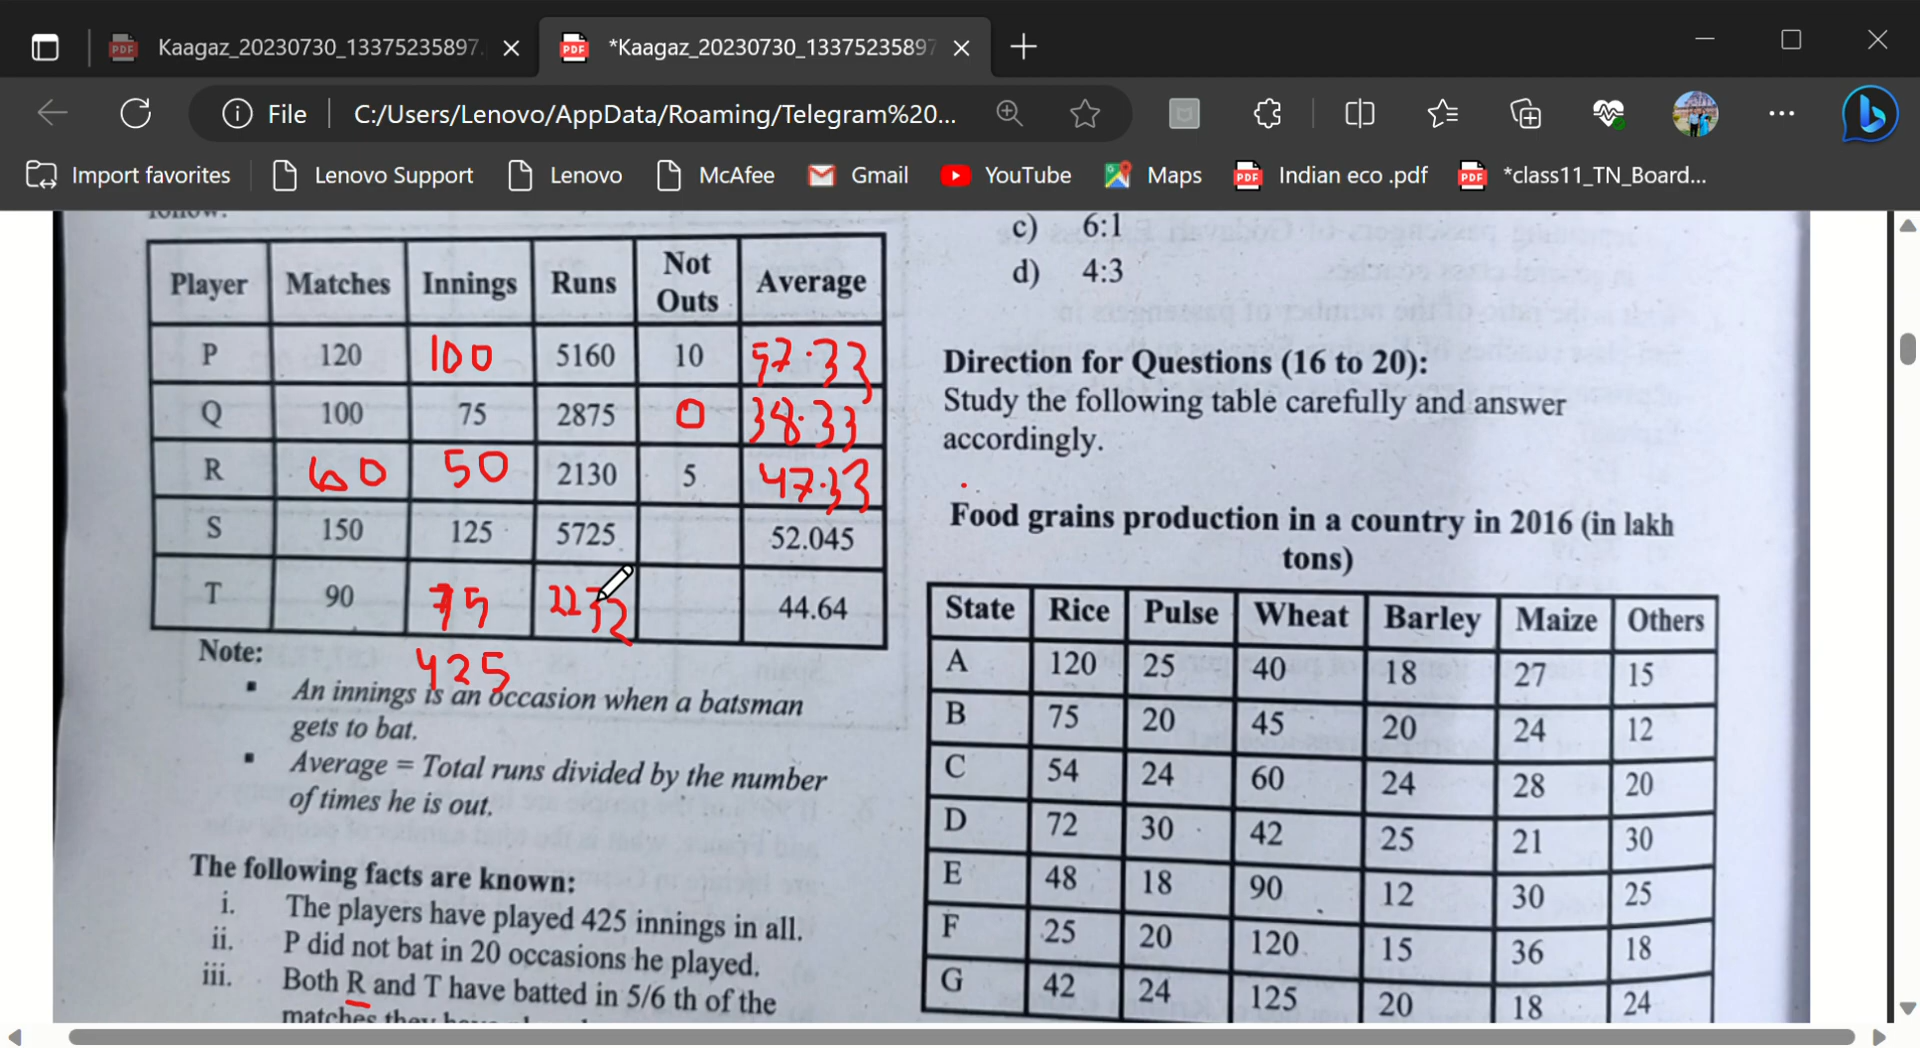 Kaagaz_20230730_13375235897.
*Kaagaz_20230730_13375235897
File C:/Users/Lenovo/AppData/Roaming/Telegram%20...
Import favorites Lenovo Support Lenovo McAfee Gmail YouTube Maps Indian eco .pdf *class11_TN_Board...
follow:
Player Matches Innings Runs Not Outs Average
P 120 100 5160 10 57.33
Q 100 75 2875 0 38.33
R 60 50 2130 5 47.33
S 150 125 5725 52.045
T 90 75 2232 44.64
425
Note:
▪ An innings is an occasion when a batsman
gets to bat.
▪ Average = Total runs divided by the number
of times he is out.
The following facts are known:
i. The players have played 425 innings in all.
ii. P did not bat in 20 occasions he played.
iii. Both R and T have batted in 5/6 th of the
matches they have
c) 6:1
d) 4:3
Direction for Questions (16 to 20):
Study the following table carefully and answer
accordingly.
Food grains production in a country in 2016 (in lakh
tons)
State Rice Pulse Wheat Barley Maize Others
A 120 25 40 18 27 15
B 75 20 45 20 24 12
C 54 24 60 24 28 20
D 72 30 42 25 21 30
E 48 18 90 12 30 25
F 25 20 120 15 36 18
G 42 24 125 20 18 24